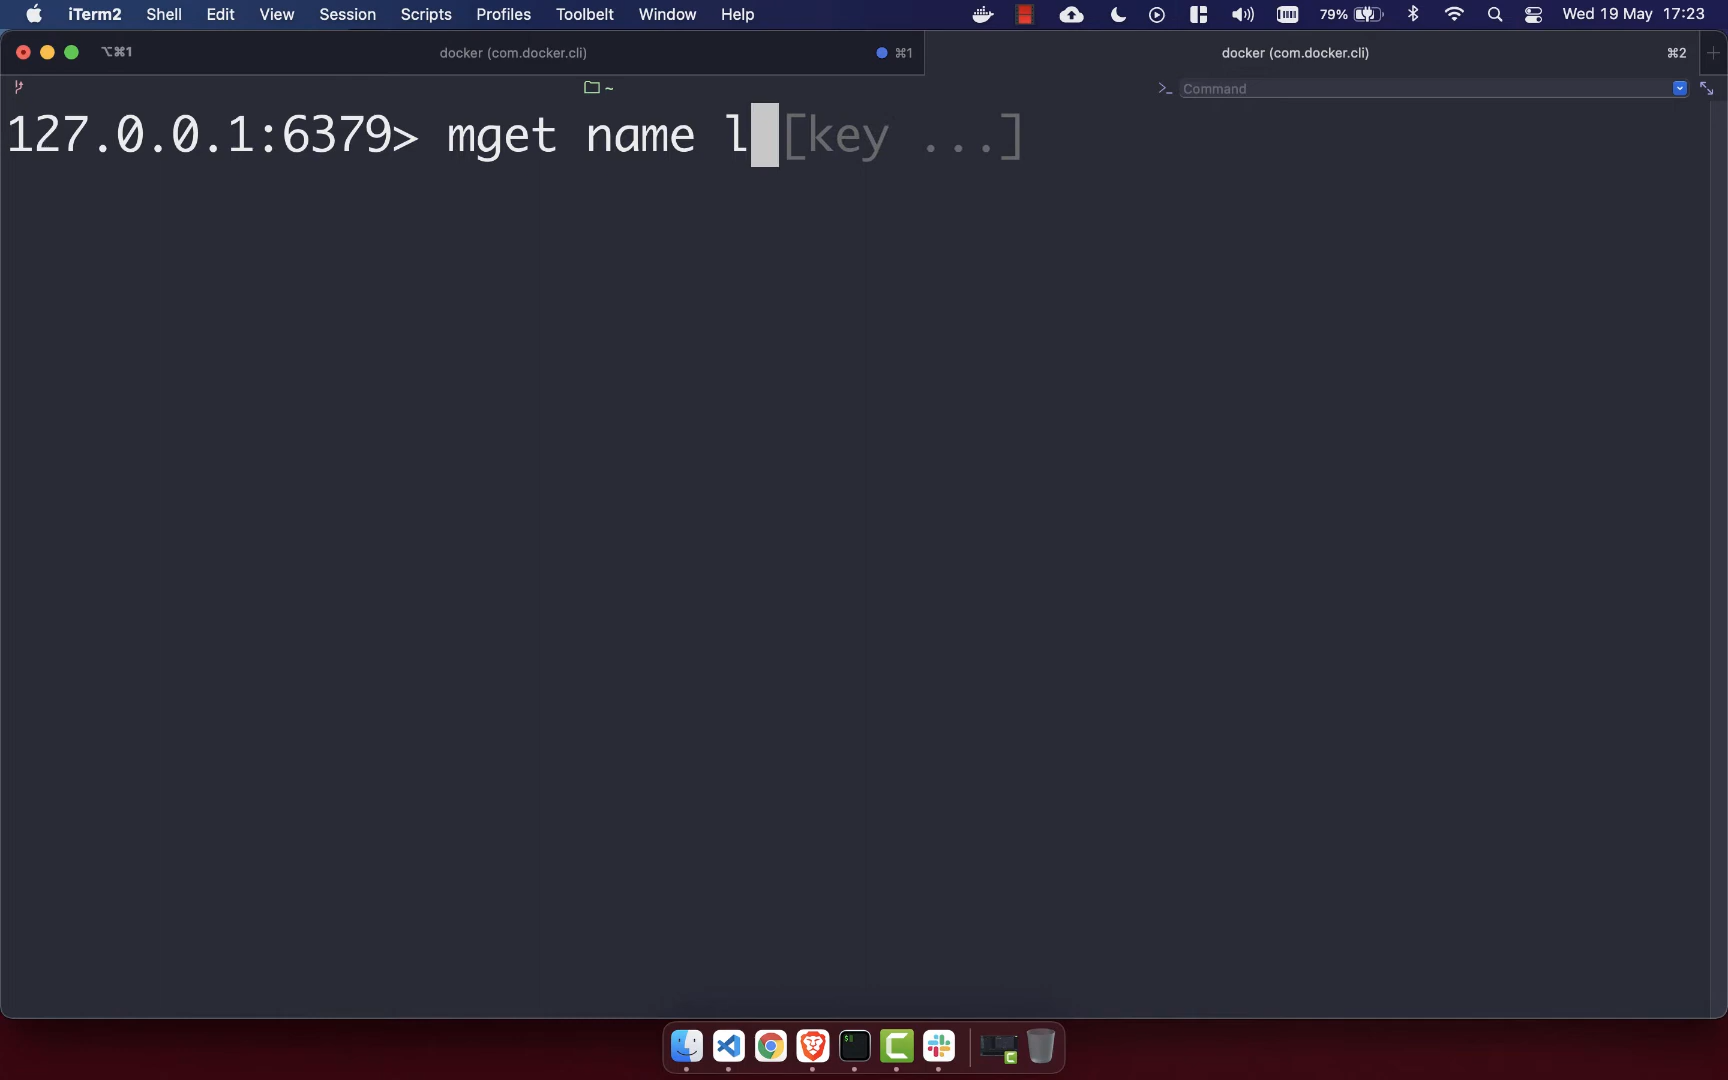 iTerm2 Shell Edit View Session Scripts Profiles Toolbelt Window Help 79% Wed 19 May 17:23
⌥⌘1 docker (com.docker.cli) ⌘1 docker (com.docker.cli) ⌘2
~ Command
127.0.0.1:6379> mget name l [key ...]